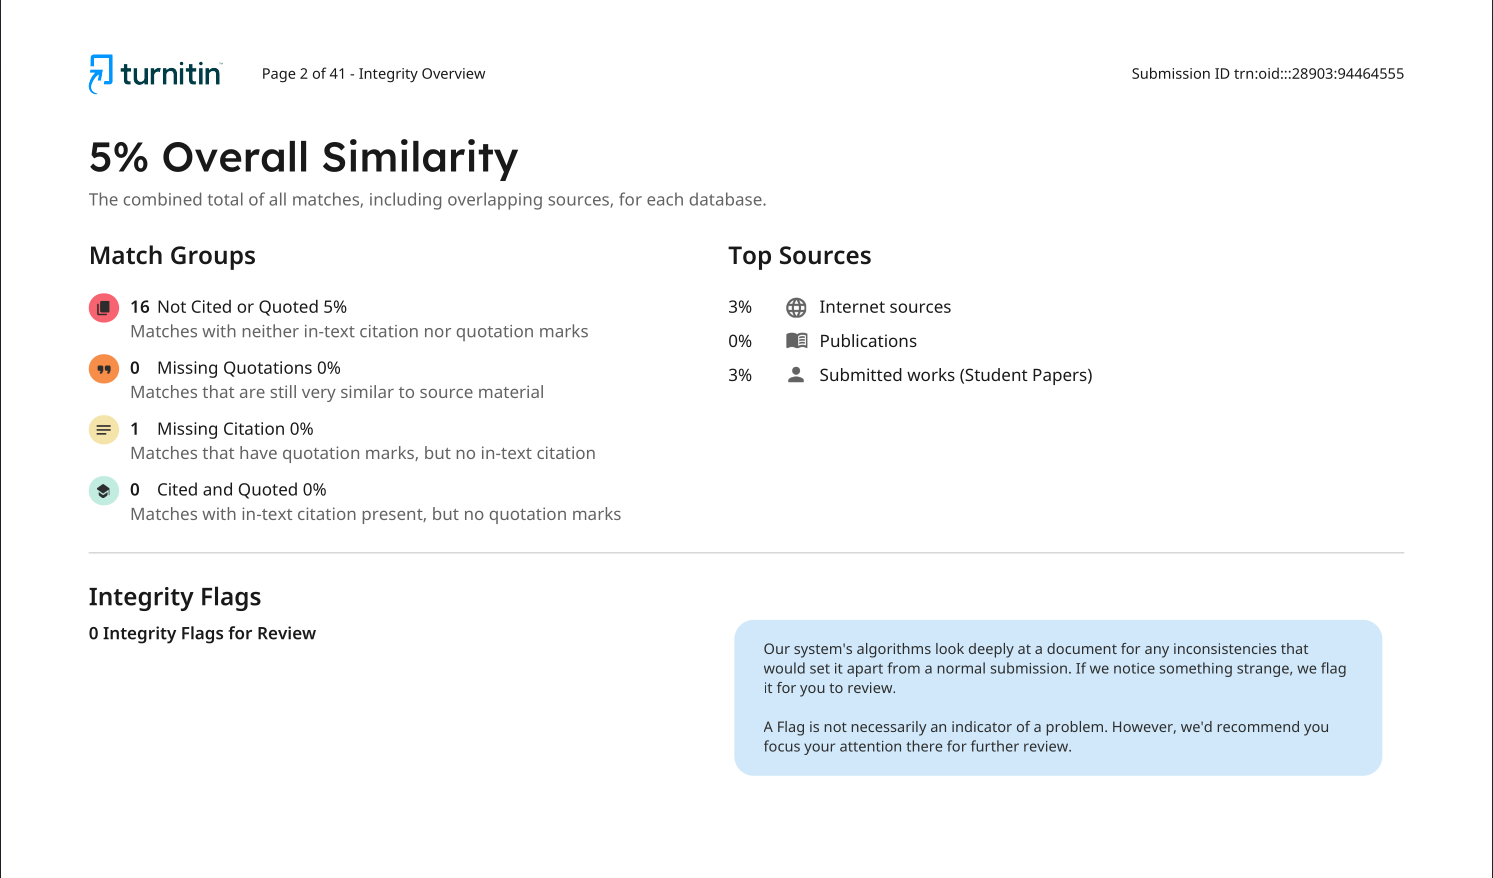 turnitin
Page 2 of 41 - Integrity Overview
Submission ID trn:oid:::28903:94464555
5% Overall Similarity
The combined total of all matches, including overlapping sources, for each database.
Match Groups
16 Not Cited or Quoted 5%
Matches with neither in-text citation nor quotation marks
0 Missing Quotations 0%
Matches that are still very similar to source material
1 Missing Citation 0%
Matches that have quotation marks, but no in-text citation
0 Cited and Quoted 0%
Matches with in-text citation present, but no quotation marks
Top Sources
3% Internet sources
0% Publications
3% Submitted works (Student Papers)
Integrity Flags
0 Integrity Flags for Review
Our system's algorithms look deeply at a document for any inconsistencies that
would set it apart from a normal submission. If we notice something strange, we flag
it for you to review.
A Flag is not necessarily an indicator of a problem. However, we'd recommend you
focus your attention there for further review.